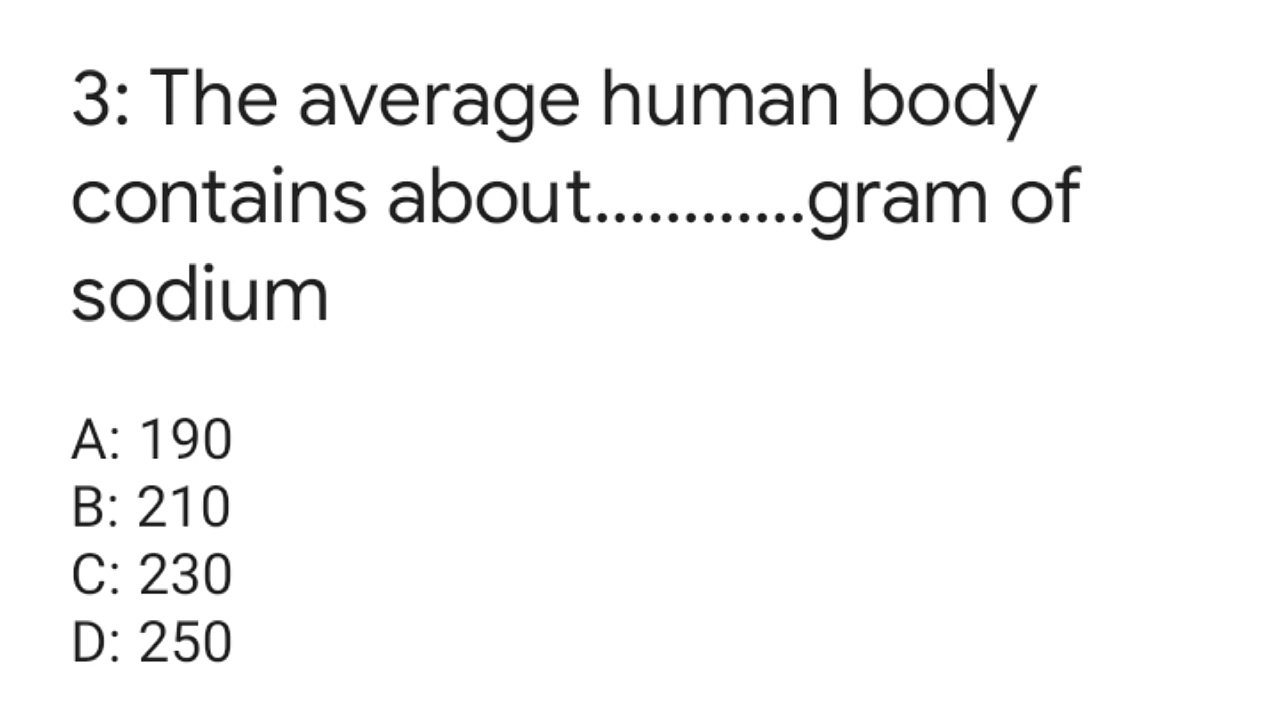 3: The average human body
contains about............gram of
sodium
A: 190
B: 210
C: 230
D: 250